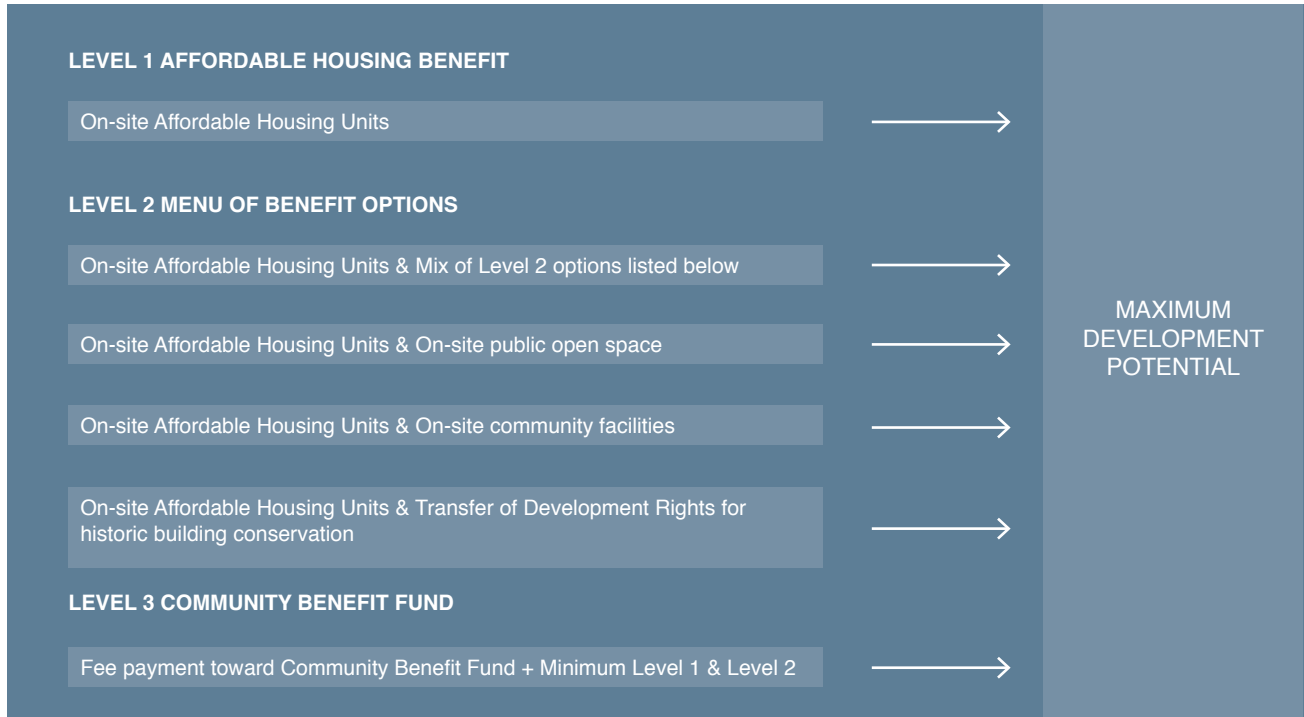 LEVEL 1 AFFORDABLE HOUSING BENEFIT
On-site Affordable Housing Units
LEVEL 2 MENU OF BENEFIT OPTIONS
On-site Affordable Housing Units & Mix of Level 2 options listed below
On-site Affordable Housing Units & On-site public open space
On-site Affordable Housing Units & On-site community facilities
On-site Affordable Housing Units & Transfer of Development Rights for
historic building conservation
LEVEL 3 COMMUNITY BENEFIT FUND
Fee payment toward Community Benefit Fund + Minimum Level 1 & Level 2
MAXIMUM
DEVELOPMENT
POTENTIAL